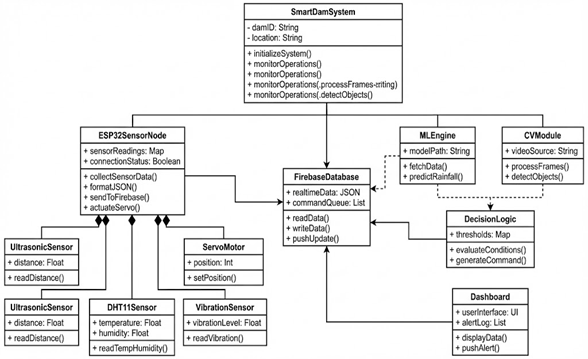 SmartDamSystem
- damID: String
- location: String
+ initializeSystem()
+ monitorOperations()
+ monitorOperations()
+ monitorOperations(.processFrames-eriting)
+ monitorOperations(.detectObjects()
ESP32SensorNode
+ sensorReadings: Map
+ connectionStatus: Boolean
+ collectSensorData()
+ formatJSON()
+ sendToFirebase()
+ actuateServo()
MLEngine
+ modelPath: String
+ fetchData()
+ predictRainfall()
CVModule
+ videoSource: String
+ processFrames()
+ detectObjects()
FirebaseDatabase
+ realtimeData: JSON
+ commandQueue: List
+ readData()
+ writeData()
+ pushUpdate()
DecisionLogic
+ thresholds: Map
+ evaluateConditions()
+ generateCommand()
UltrasonicSensor
+ distance: Float
+ readDistance()
ServoMotor
+ position: Int
+ setPosition()
UltrasonicSensor
+ distance: Float
+ readDistance()
DHT11Sensor
+ temperature: Float
+ humidity: Float
+ readTempHumidity()
VibrationSensor
+ vibrationLevel: Float
+ readVibration()
Dashboard
+ userInterface: UI
+ alertLog: List
+ displayData()
+ pushAlert()